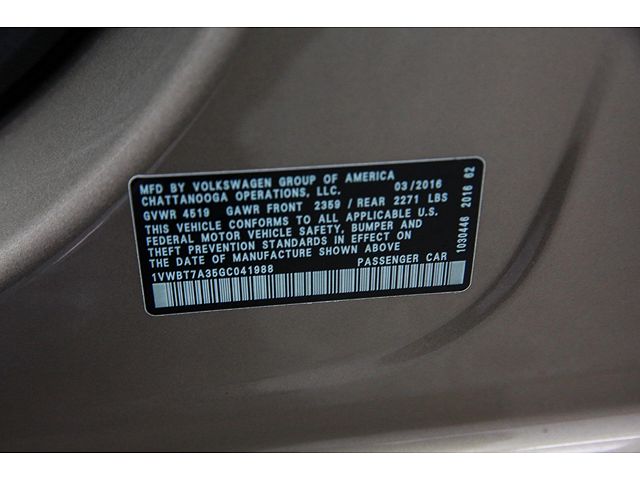 MFD BY VOLKSWAGEN GROUP OF AMERICA
CHATTANOOGA OPERATIONS, LLC. 03/2016
GVWR 4519 GAWR FRONT 2359 / REAR 2271 LBS
THIS VEHICLE CONFORMS TO ALL APPLICABLE U.S.
FEDERAL MOTOR VEHICLE SAFETY, BUMPER AND
THEFT PREVENTION STANDARDS IN EFFECT ON
THE DATE OF MANUFACTURE SHOWN ABOVE
1VWBT7A35GC041988 PASSENGER CAR
1030446 2016 62